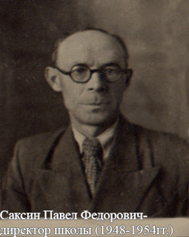 Саксин Павел Федорович-
директор школы (1948-1954гг.)